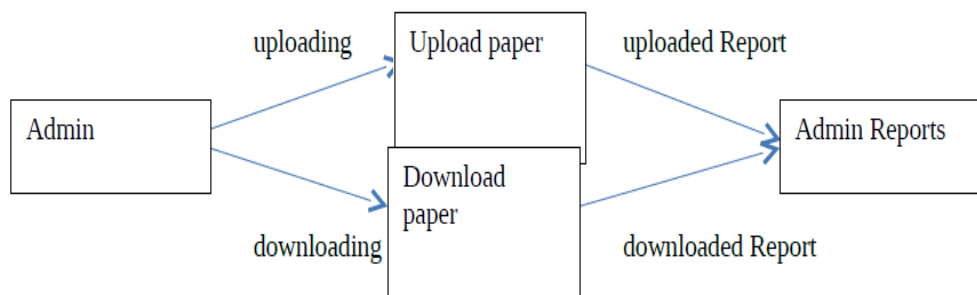 uploading
Upload paper
uploaded Report
Admin
Admin Reports
Download
paper
downloading
downloaded Report